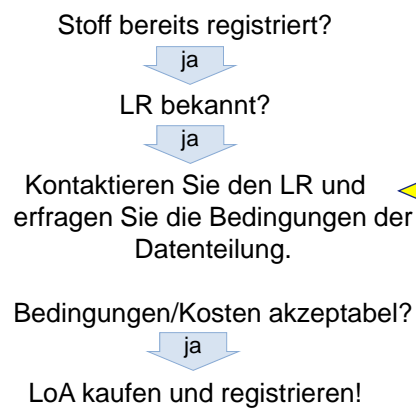 Stoff bereits registriert?
ja
LR bekannt?
ja
Kontaktieren Sie den LR und
erfragen Sie die Bedingungen der
Datenteilung.
Bedingungen/Kosten akzeptabel?
ja
LoA kaufen und registrieren!